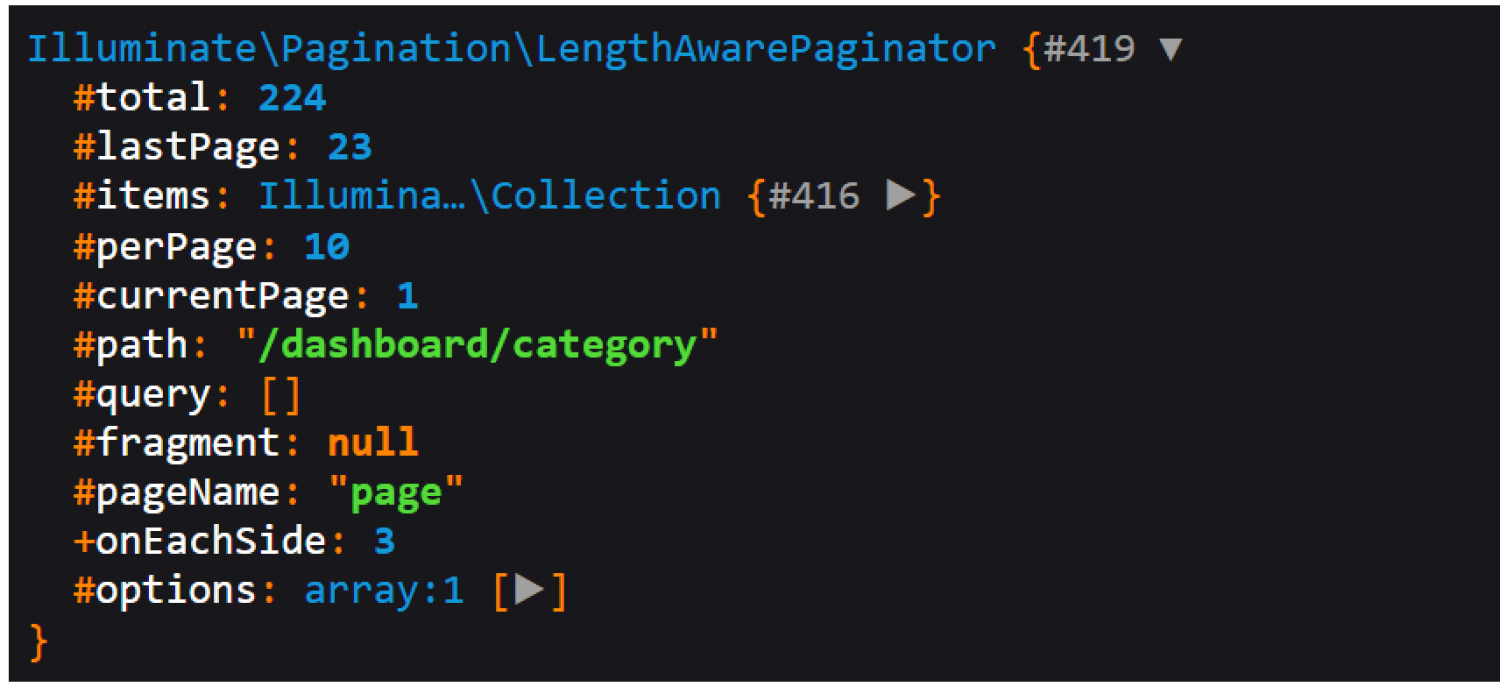 Illuminate\Pagination\LengthAwarePaginator {#419 ▼
  #total: 224
  #lastPage: 23
  #items: Illumina…\Collection {#416 ▶}
  #perPage: 10
  #currentPage: 1
  #path: "/dashboard/category"
  #query: []
  #fragment: null
  #pageName: "page"
  +onEachSide: 3
  #options: array:1 [▶]
}